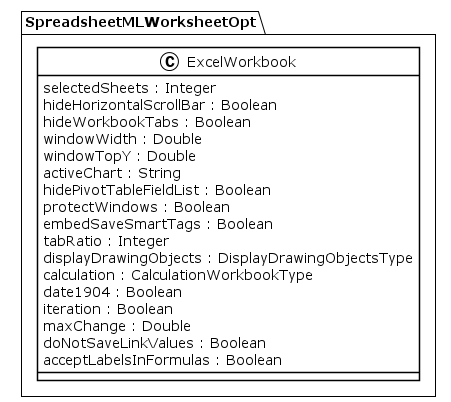 SpreadsheetMLWorksheetOpt
C ExcelWorkbook
selectedSheets : Integer
hideHorizontalScrollBar : Boolean
hideWorkbookTabs : Boolean
windowWidth : Double
windowTopY : Double
activeChart : String
hidePivotTableFieldList : Boolean
protectWindows : Boolean
embedSaveSmartTags : Boolean
tabRatio : Integer
displayDrawingObjects : DisplayDrawingObjectsType
calculation : CalculationWorkbookType
date1904 : Boolean
iteration : Boolean
maxChange : Double
doNotSaveLinkValues : Boolean
acceptLabelsInFormulas : Boolean